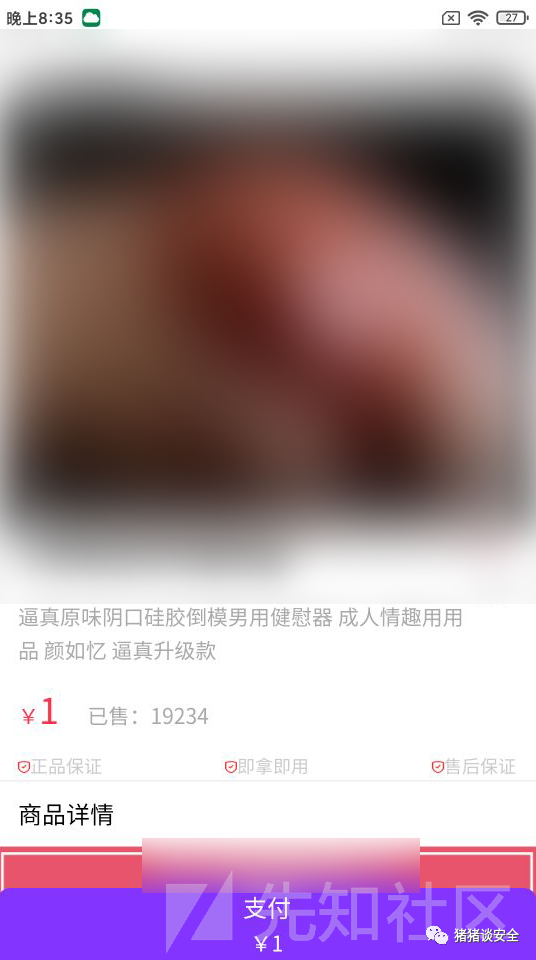 晚上8:35
27
逼真原味阴口硅胶倒模男用健慰器 成人情趣用用
品 颜如忆 逼真升级款
￥1 已售：19234
正品保证 即拿即用 售后保证
商品详情
先知社区
支付
￥1
猪猪谈安全